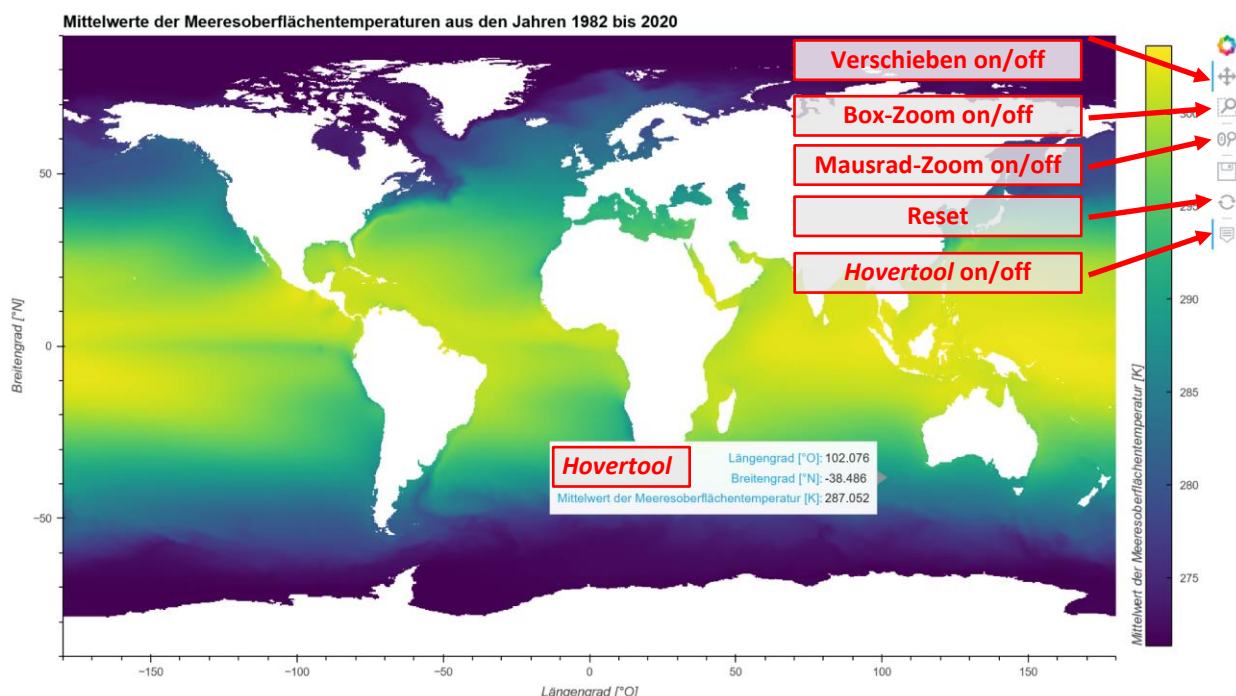 Mittelwerte der Meeresoberflächentemperaturen aus den Jahren 1982 bis 2020
Verschieben on/off
Box-Zoom on/off
Mausrad-Zoom on/off
Reset
Hovertool on/off
Hovertool
Längengrad [°O]: 102.076
Breitengrad [°N]: -38.486
Mittelwert der Meeresoberflächentemperatur [K]: 287.052
Breitengrad [°N]
50
0
−50
−150
−100
−50
0
50
100
150
Längengrad [°O]
Mittelwert der Meeresoberflächentemperatur [K]
300
295
290
285
280
275